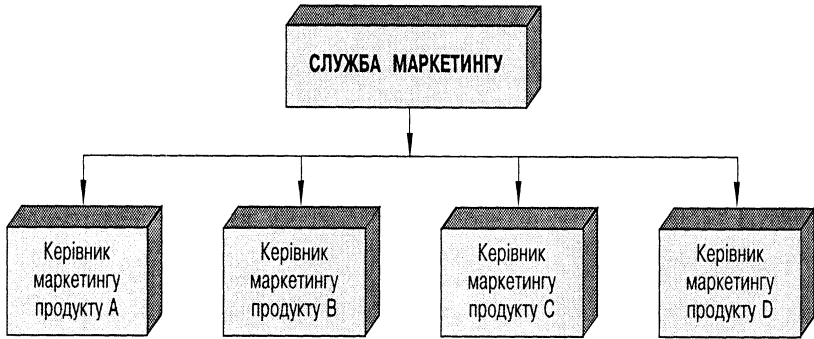 СЛУЖБА МАРКЕТИНГУ
Керівник
маркетингу
продукту A
Керівник
маркетингу
продукту B
Керівник
маркетингу
продукту C
Керівник
маркетингу
продукту D